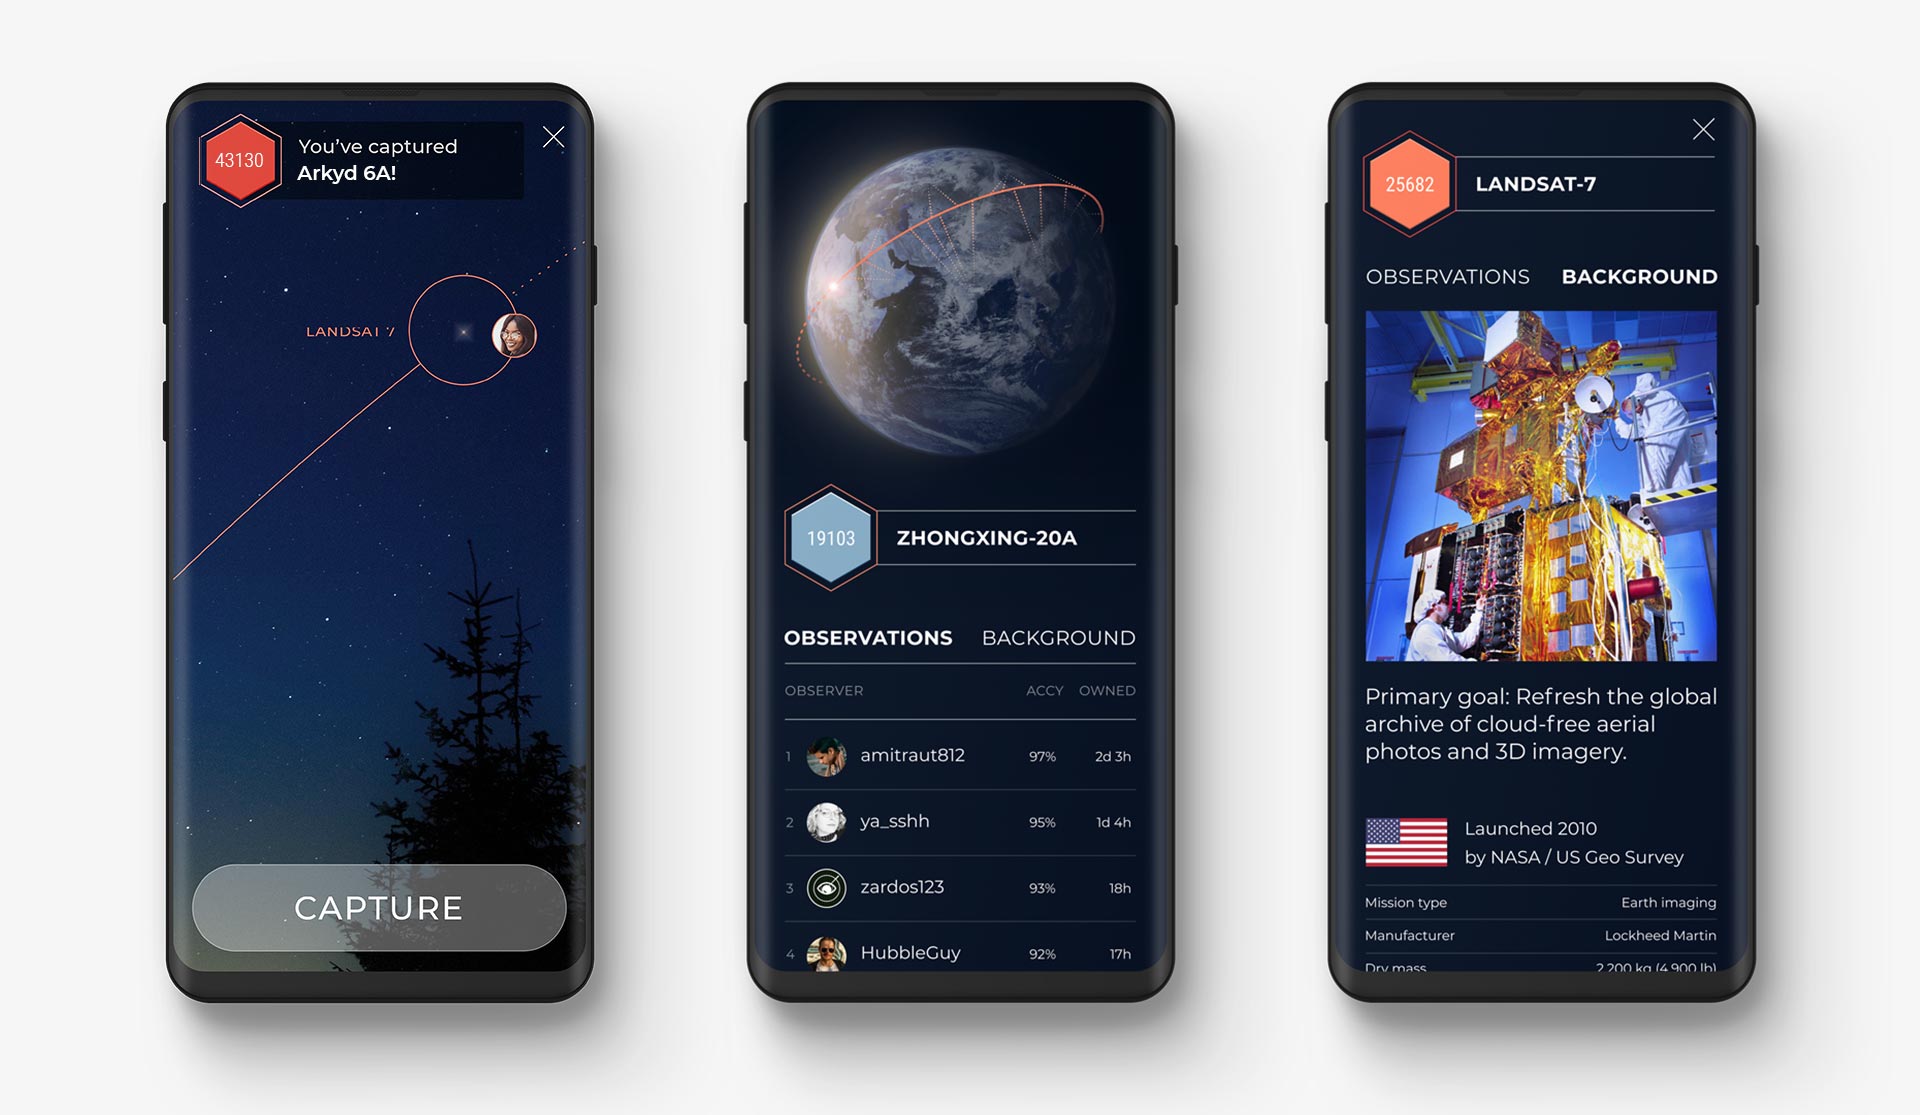 43130
You've captured
Arkyd 6A!
LANDSAT 7
CAPTURE
19103
ZHONGXING-20A
OBSERVATIONS BACKGROUND
OBSERVER ACCY OWNED
1 amitraut812 97% 2d 3h
2 ya_sshh 95% 1d 4h
3 zardos123 93% 18h
4 HubbleGuy 92% 17h
25682
LANDSAT-7
OBSERVATIONS BACKGROUND
Primary goal: Refresh the global
archive of cloud-free aerial
photos and 3D imagery.
Launched 2010
by NASA / US Geo Survey
Mission type Earth imaging
Manufacturer Lockheed Martin
Dry mass 2,200 kg (4,900 lb)